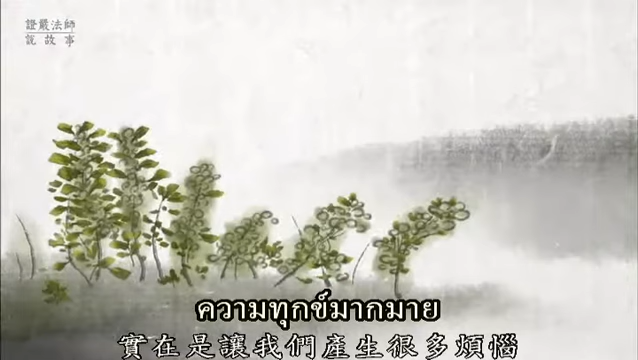 證嚴法師
說故事
ความทุกข์มากมาย
實在是讓我們產生很多煩惱